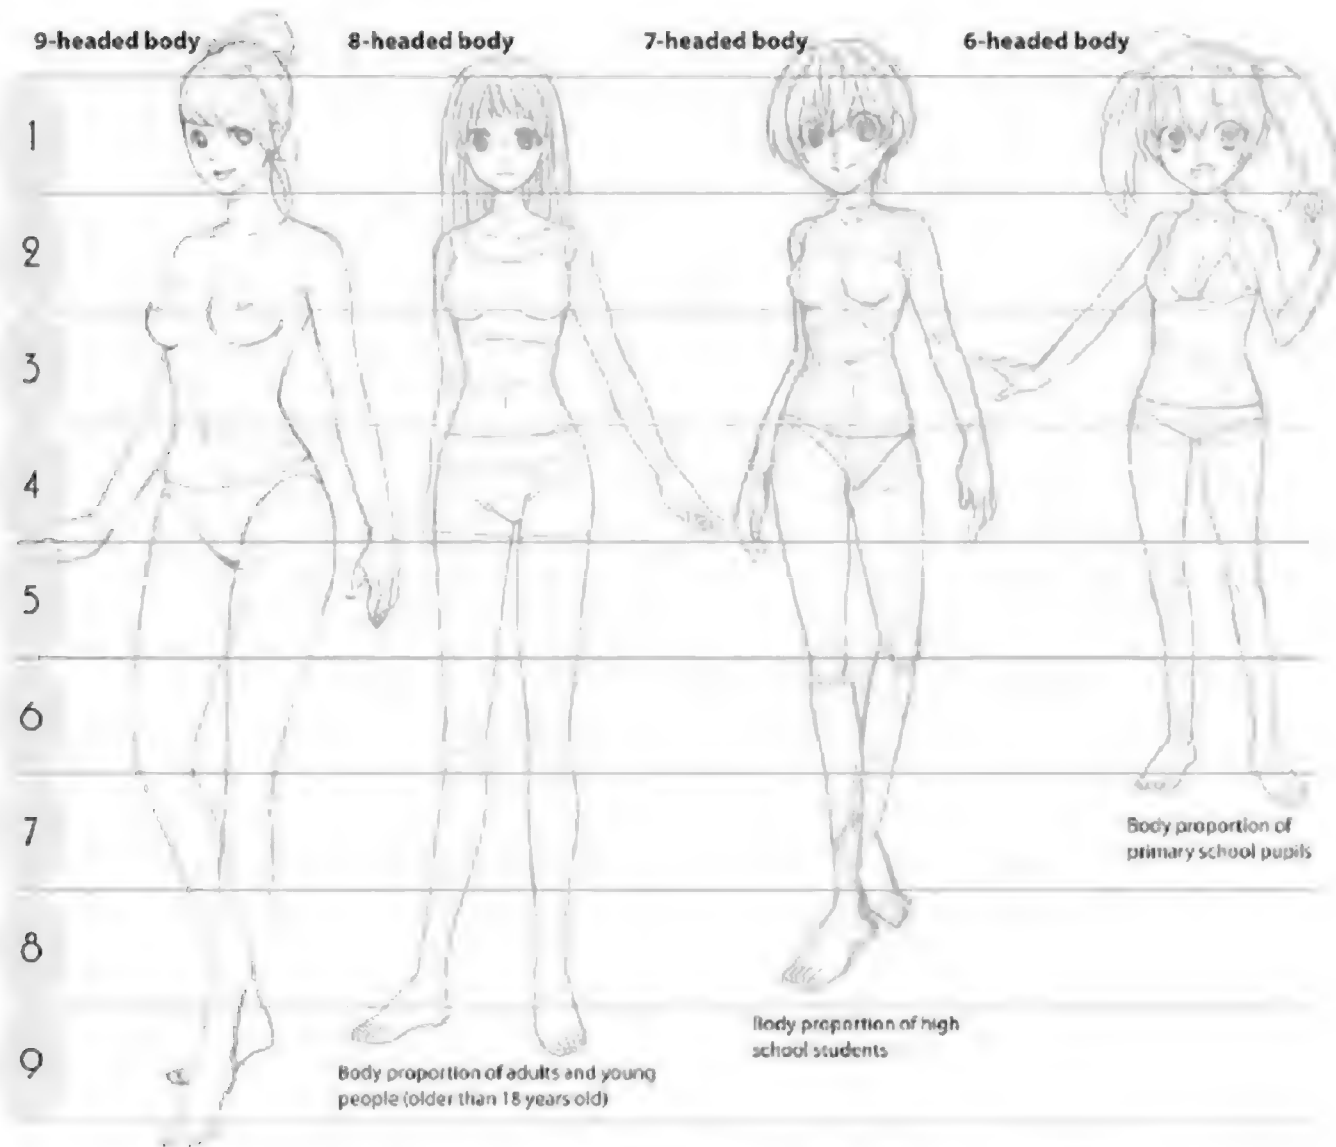 9-headed body 8-headed body 7-headed body 6-headed body
1
2
3
4
5
6
7
8
9
Body proportion of
primary school pupils
Body proportion of high
school students
Body proportion of adults and young
people (older than 18 years old)